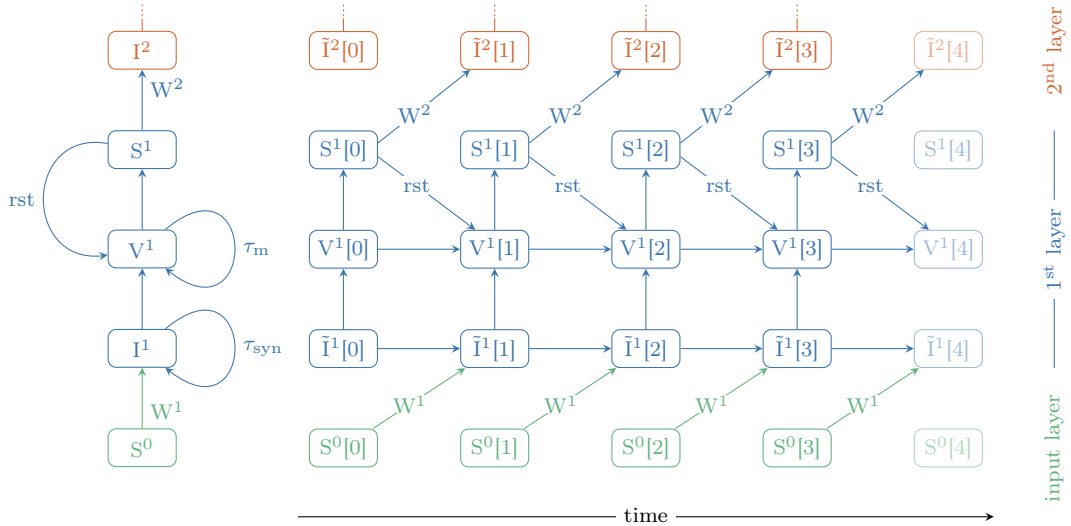 I² Ĩ²[0] Ĩ²[1] Ĩ²[2] Ĩ²[3] Ĩ²[4]
W² W² W² W² W²
S¹ S¹[0] S¹[1] S¹[2] S¹[3] S¹[4]
rst rst rst rst rst
V¹ τₘ V¹[0] V¹[1] V¹[2] V¹[3] V¹[4]
I¹ τsyn Ĩ¹[0] Ĩ¹[1] Ĩ¹[2] Ĩ¹[3] Ĩ¹[4]
W¹ W¹ W¹ W¹ W¹
S⁰ S⁰[0] S⁰[1] S⁰[2] S⁰[3] S⁰[4]
time
2nd layer
1st layer
input layer